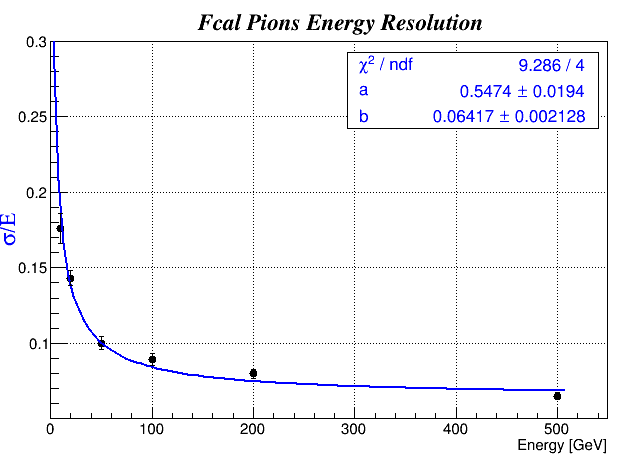 Fcal Pions Energy Resolution
χ² / ndf 9.286 / 4
a 0.5474 ± 0.0194
b 0.06417 ± 0.002128
σ/E
0.3
0.25
0.2
0.15
0.1
0 100 200 300 400 500
Energy [GeV]